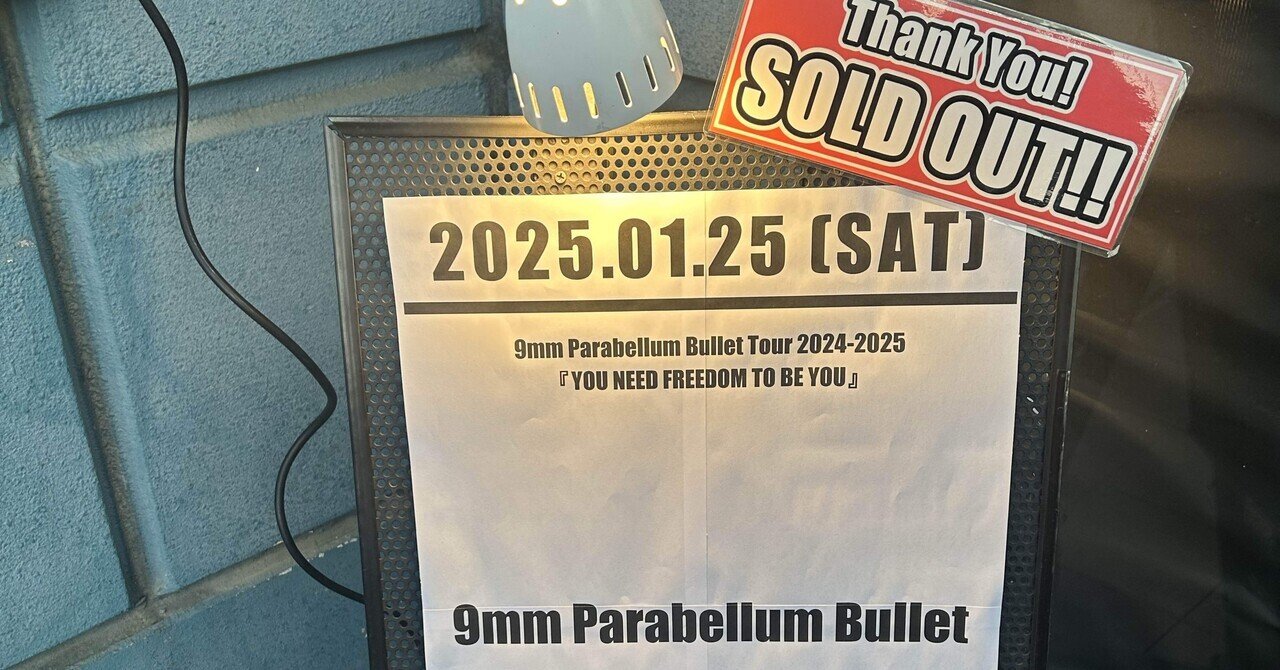 Thank You!
SOLD OUT!!
2025.01.25 (SAT)
9mm Parabellum Bullet Tour 2024-2025
『YOU NEED FREEDOM TO BE YOU』
9mm Parabellum Bullet